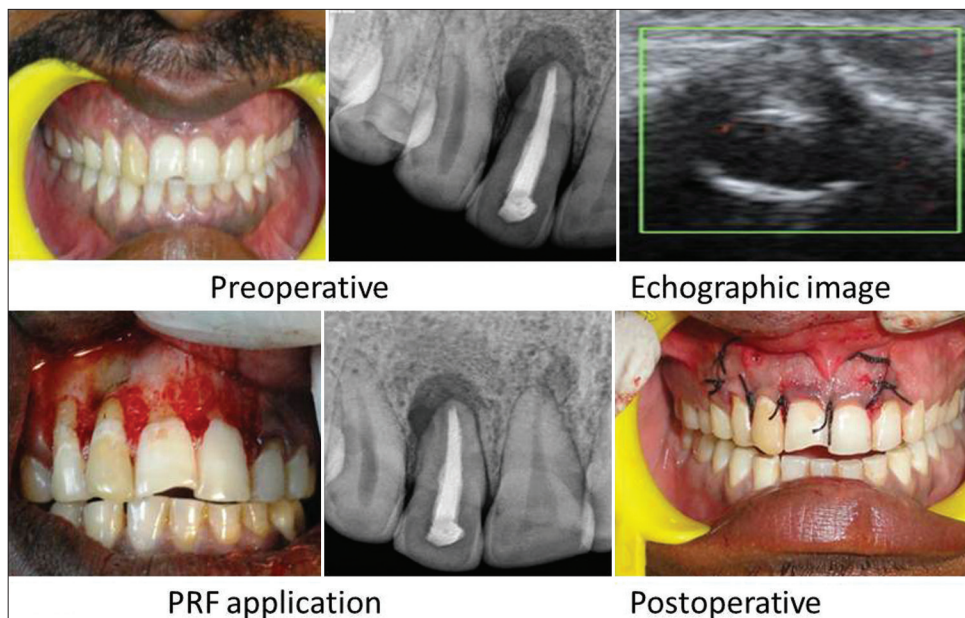 Preoperative
Echographic image
PRF application
Postoperative